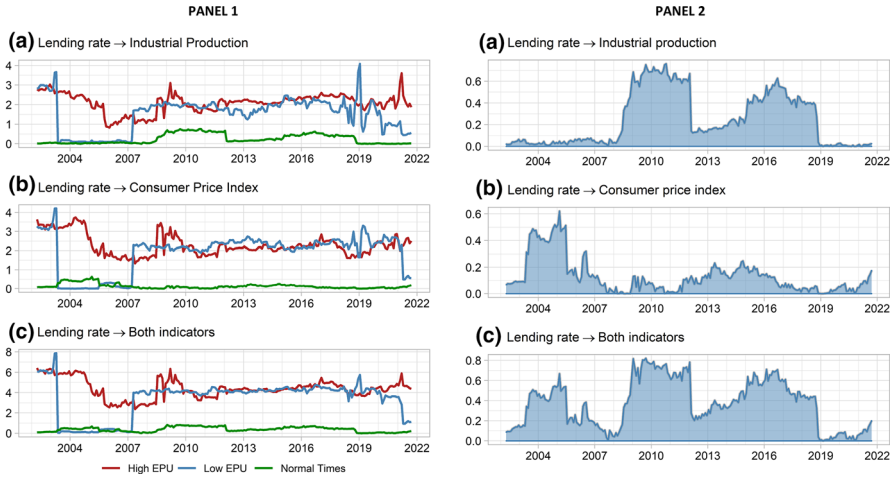 PANEL 1
(a) Lending rate → Industrial Production
4
3
2
1
0
2004 2007 2010 2013 2016 2019 2022
(b) Lending rate → Consumer Price Index
4
3
2
1
0
2004 2007 2010 2013 2016 2019 2022
(c) Lending rate → Both indicators
8
6
4
2
0
2004 2007 2010 2013 2016 2019 2022
High EPU Low EPU Normal Times
PANEL 2
(a) Lending rate → Industrial production
0.6
0.4
0.2
0.0
2004 2007 2010 2013 2016 2019 2022
(b) Lending rate → Consumer price index
0.6
0.4
0.2
0.0
2004 2007 2010 2013 2016 2019 2022
(c) Lending rate → Both indicators
0.8
0.6
0.4
0.2
0.0
2004 2007 2010 2013 2016 2019 2022